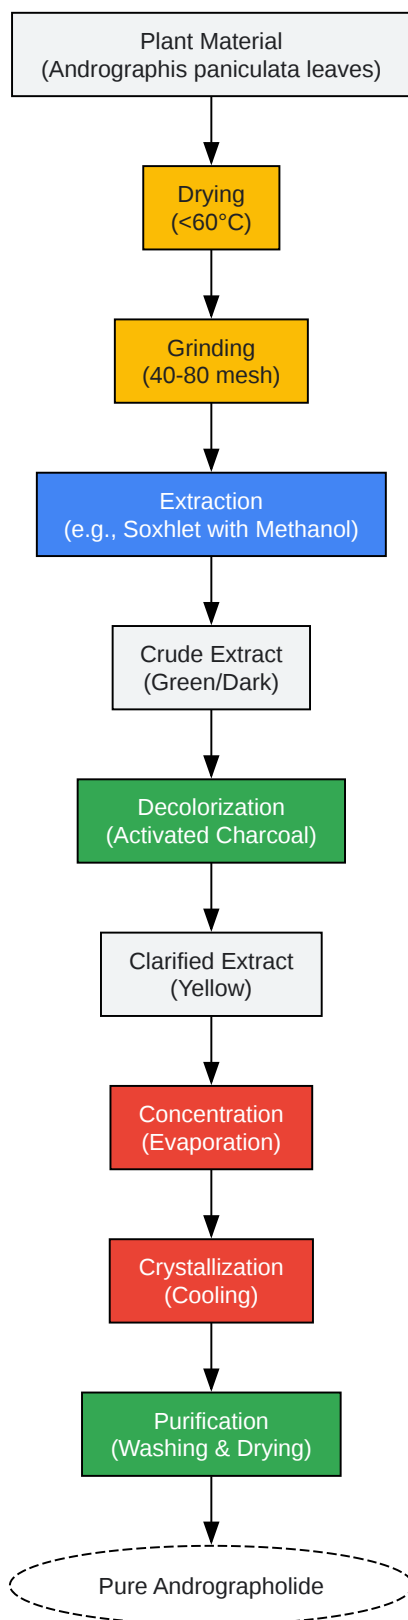 Plant Material
(Andrographis paniculata leaves)
Drying
(<60°C)
Grinding
(40-80 mesh)
Extraction
(e.g., Soxhlet with Methanol)
Crude Extract
(Green/Dark)
Decolorization
(Activated Charcoal)
Clarified Extract
(Yellow)
Concentration
(Evaporation)
Crystallization
(Cooling)
Purification
(Washing & Drying)
Pure Andrographolide